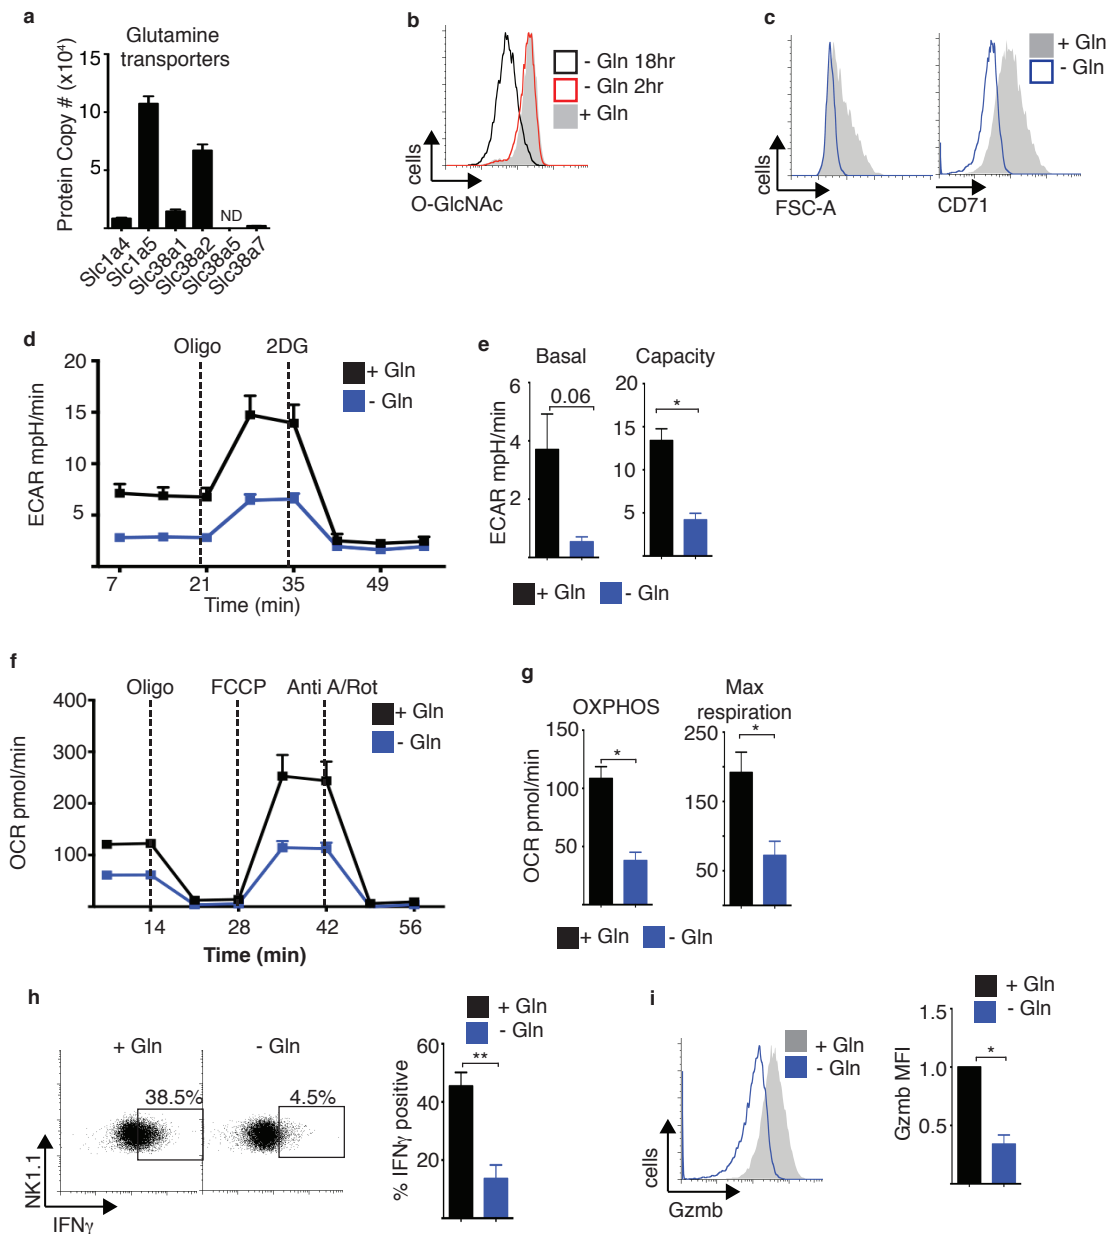 a
Glutamine
transporters
Protein Copy # (x10⁴)
15
10
5
ND
Slc1a4
Slc1a5
Slc38a1
Slc38a2
Slc38a5
Slc38a7
b
- Gln 18hr
- Gln 2hr
+ Gln
cells
O-GlcNAc
c
+ Gln
- Gln
cells
FSC-A
CD71
d
Oligo
2DG
+ Gln
- Gln
ECAR mpH/min
20
15
10
5
7
21
35
49
Time (min)
e
Basal
Capacity
ECAR mpH/min
6
4
2
0.06
20
15
10
5
*
+ Gln
- Gln
f
Oligo
FCCP
Anti A/Rot
+ Gln
- Gln
OCR pmol/min
400
300
200
100
14
28
42
56
Time (min)
g
OXPHOS
Max
respiration
OCR pmol/min
150
100
50
*
250
150
50
*
+ Gln
- Gln
h
+ Gln
- Gln
38.5%
4.5%
NK1.1
IFNγ
+ Gln
- Gln
% IFNγ positive
60
40
20
**
i
+ Gln
- Gln
cells
Gzmb
+ Gln
- Gln
Gzmb MFI
1.5
1.0
0.5
*